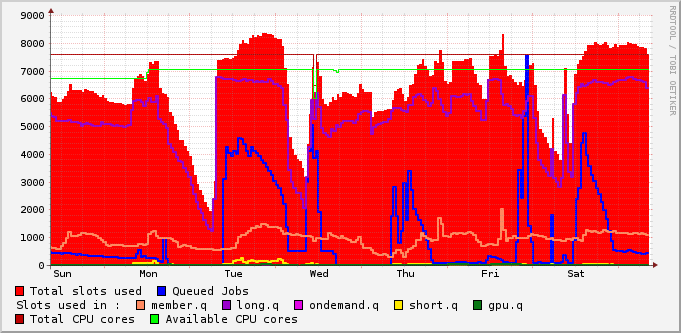 RRDTOOL / TOBI OETIKER
9000
8000
7000
6000
5000
4000
3000
2000
1000
0
Sun Mon Tue Wed Thu Fri Sat
Total slots used Queued Jobs
Slots used in : member.q long.q ondemand.q short.q gpu.q
Total CPU cores Available CPU cores